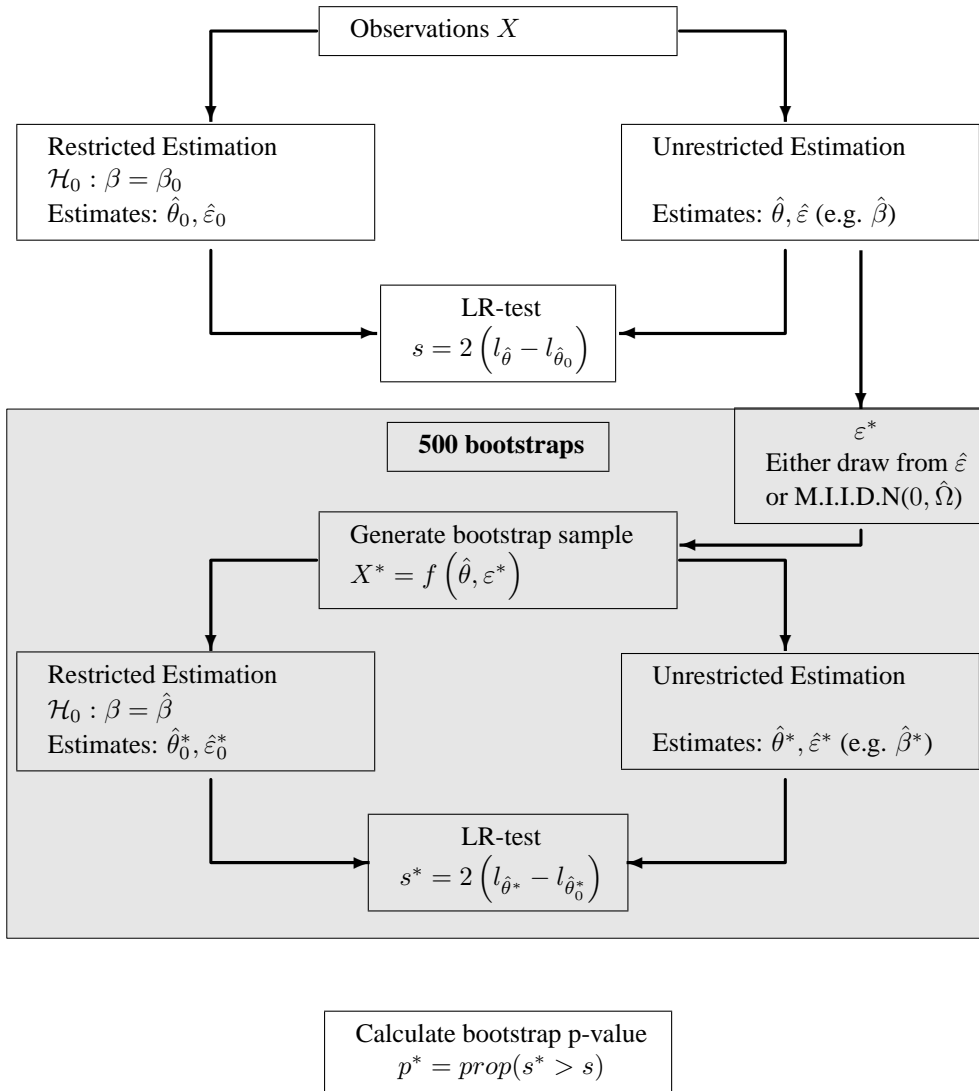 Observations X
Restricted Estimation
ℋ₀ : β = β₀
Estimates: θ̂₀, ε̂₀
Unrestricted Estimation
Estimates: θ̂, ε̂ (e.g. β̂)
LR-test
s = 2 (l_θ̂ − l_θ̂₀)
500 bootstraps
ε*
Either draw from ε̂
or M.I.I.D.N(0, Ω̂)
Generate bootstrap sample
X* = f (θ̂, ε*)
Restricted Estimation
ℋ₀ : β = β̂
Estimates: θ̂₀*, ε̂₀*
Unrestricted Estimation
Estimates: θ̂*, ε̂* (e.g. β̂*)
LR-test
s* = 2 (l_θ̂* − l_θ̂₀*)
Calculate bootstrap p-value
p* = prop(s* > s)